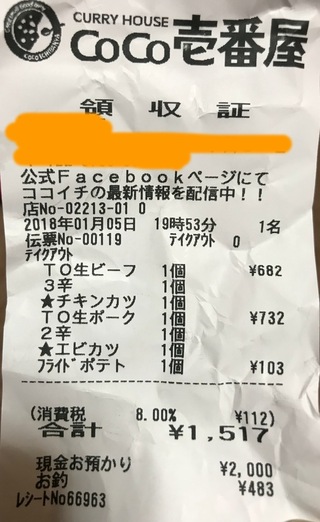 CURRY HOUSE
CoCo壱番屋
領収証
公式Facebookページにて
ココイチの最新情報を配信中！！
店No-02213-01 0
2018年01月05日 19時53分 1名
伝票No-00119 テイクアウト 0
テイクアウト
TO生ビーフ 1個 ¥682
3辛 1個
★チキンカツ 1個
TO生ポーク 1個 ¥732
2辛 1個
★エビカツ 1個
フライドポテト 1個 ¥103
(消費税 8.00% ¥112)
合計 ¥1,517
現金お預かり ¥2,000
お釣 ¥483
レシートNo66963